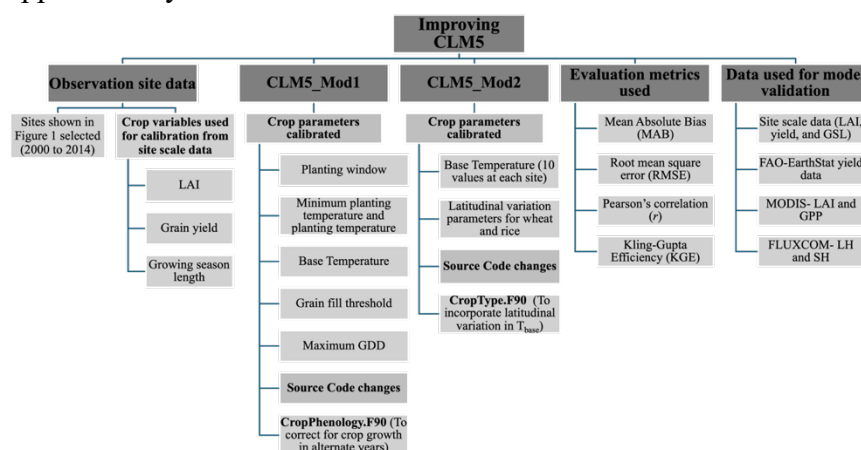 Improving
CLM5
Observation site data
CLM5_Mod1
CLM5_Mod2
Evaluation metrics
used
Data used for model
validation
Sites shown in
Figure 1 selected
(2000 to 2014)
Crop variables used
for calibration from
site scale data
LAI
Grain yield
Growing season
length
Crop parameters
calibrated
Planting window
Minimum planting
temperature and
planting temperature
Base Temperature
Grain fill threshold
Maximum GDD
Source Code changes
CropPhenology.F90 (To
correct for crop growth
in alternate years)
Crop parameters
calibrated
Base Temperature (10
values at each site)
Latitudinal variation
parameters for wheat
and rice
Source Code changes
CropType.F90 (To
incorporate latitudinal
variation in Tbase)
Mean Absolute Bias
(MAB)
Root mean square
error (RMSE)
Pearson's correlation
(r)
Kling-Gupta
Efficiency (KGE)
Site scale data (LAI,
yield, and GSL)
FAO-EarthStat yield
data
MODIS- LAI and
GPP
FLUXCOM- LH
and SH